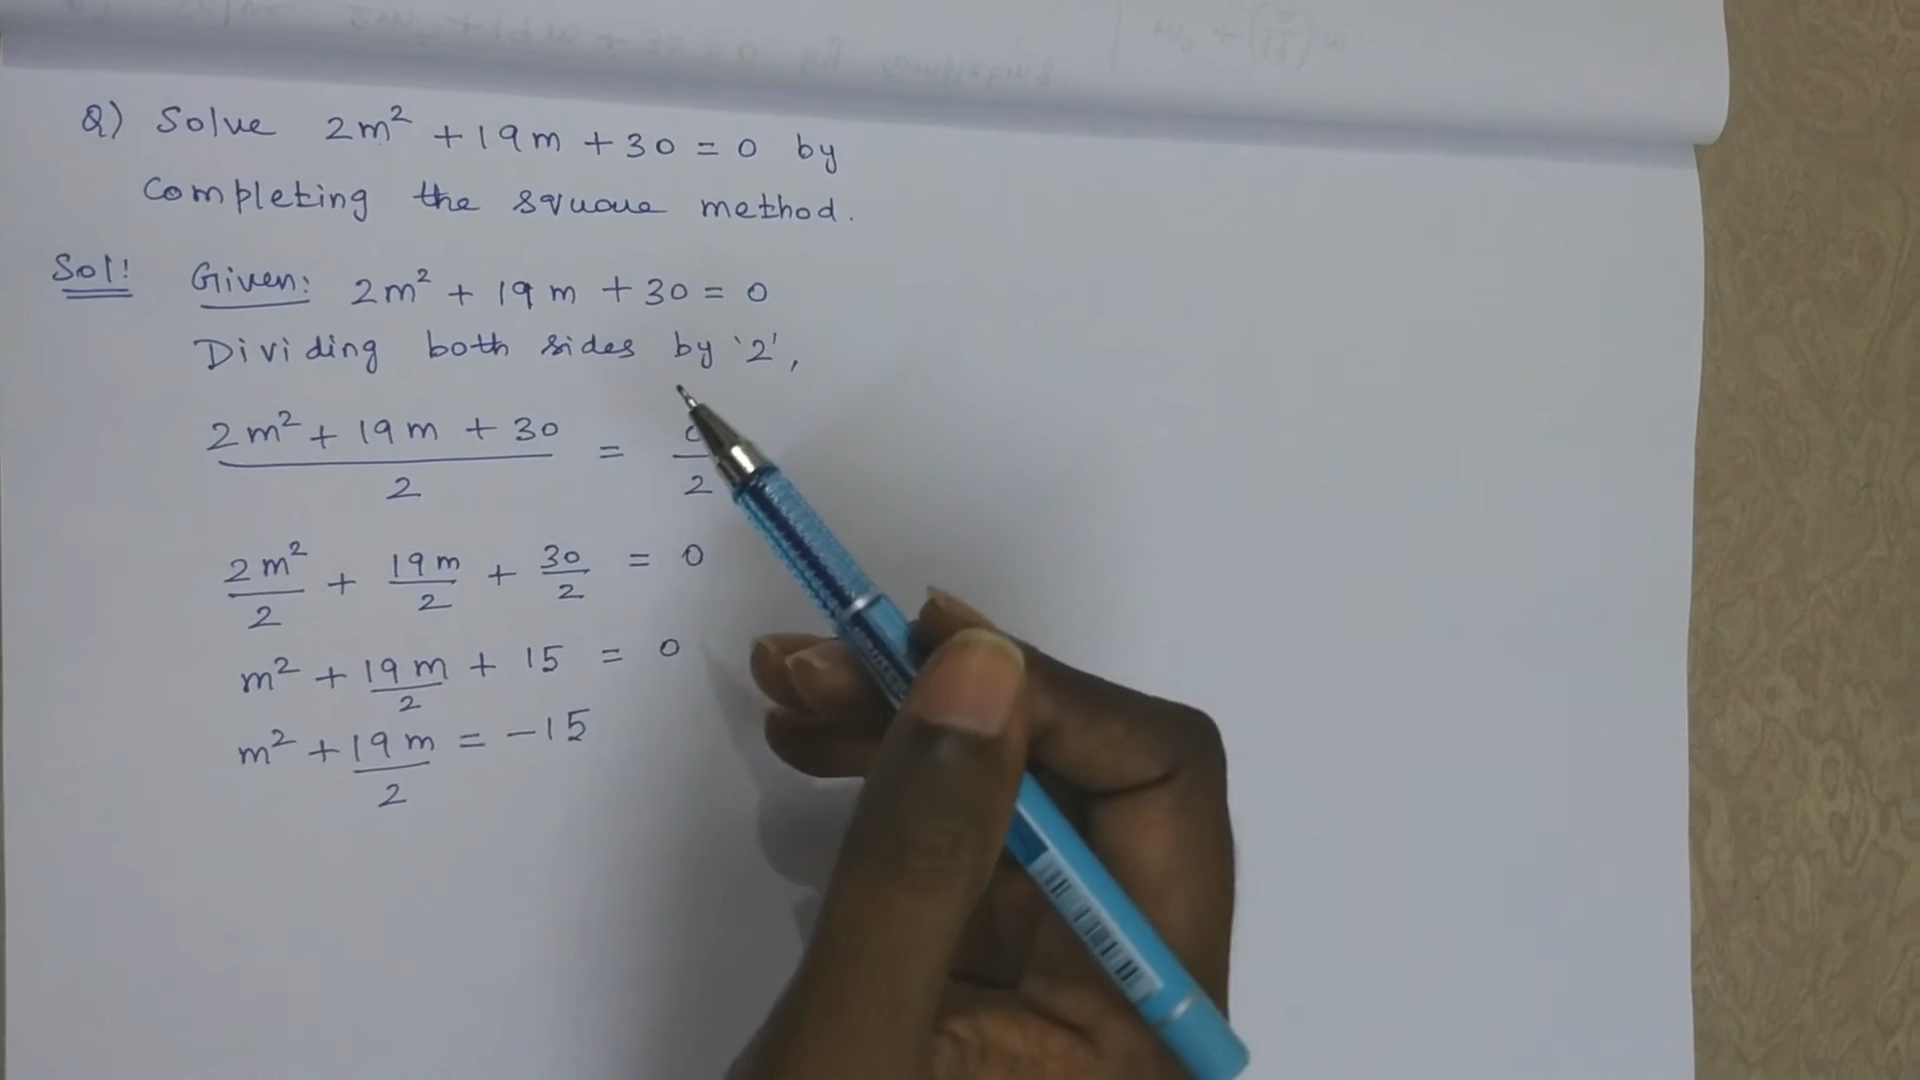 Q) Solve 2m² + 19m + 30 = 0 by
completing the square method.
Sol: Given: 2m² + 19m + 30 = 0
Dividing both sides by '2',
(2m² + 19m + 30)/2 = 0/2
2m²/2 + 19m/2 + 30/2 = 0
m² + 19m/2 + 15 = 0
m² + 19m/2 = -15